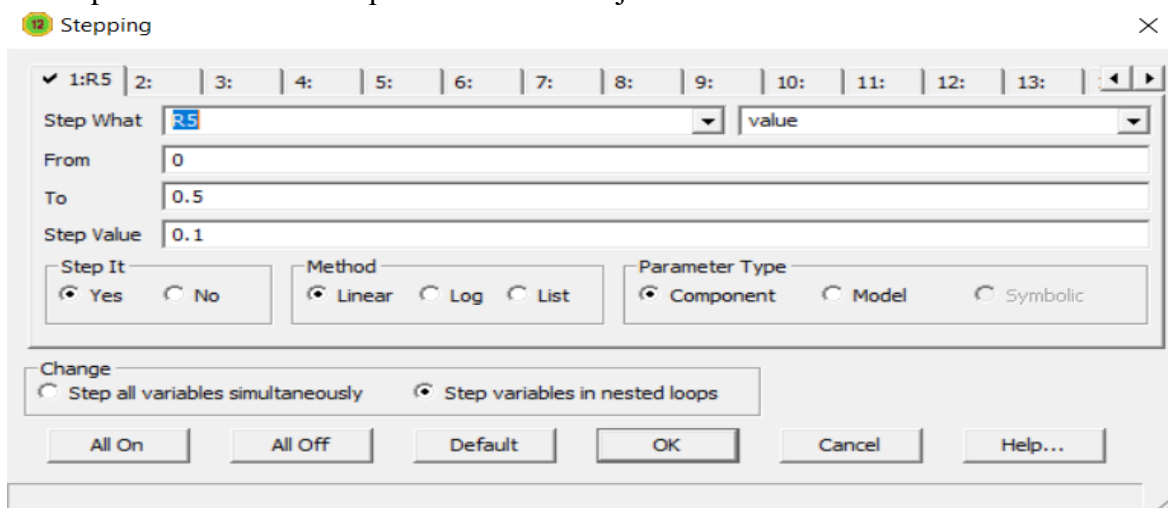 12 Stepping
1:R5 2: 3: 4: 5: 6: 7: 8: 9: 10: 11: 12: 13:
Step What R5 value
From 0
To 0.5
Step Value 0.1
Step It Method Parameter Type
Yes No Linear Log List Component Model Symbolic
Change
Step all variables simultaneously Step variables in nested loops
All On All Off Default OK Cancel Help...